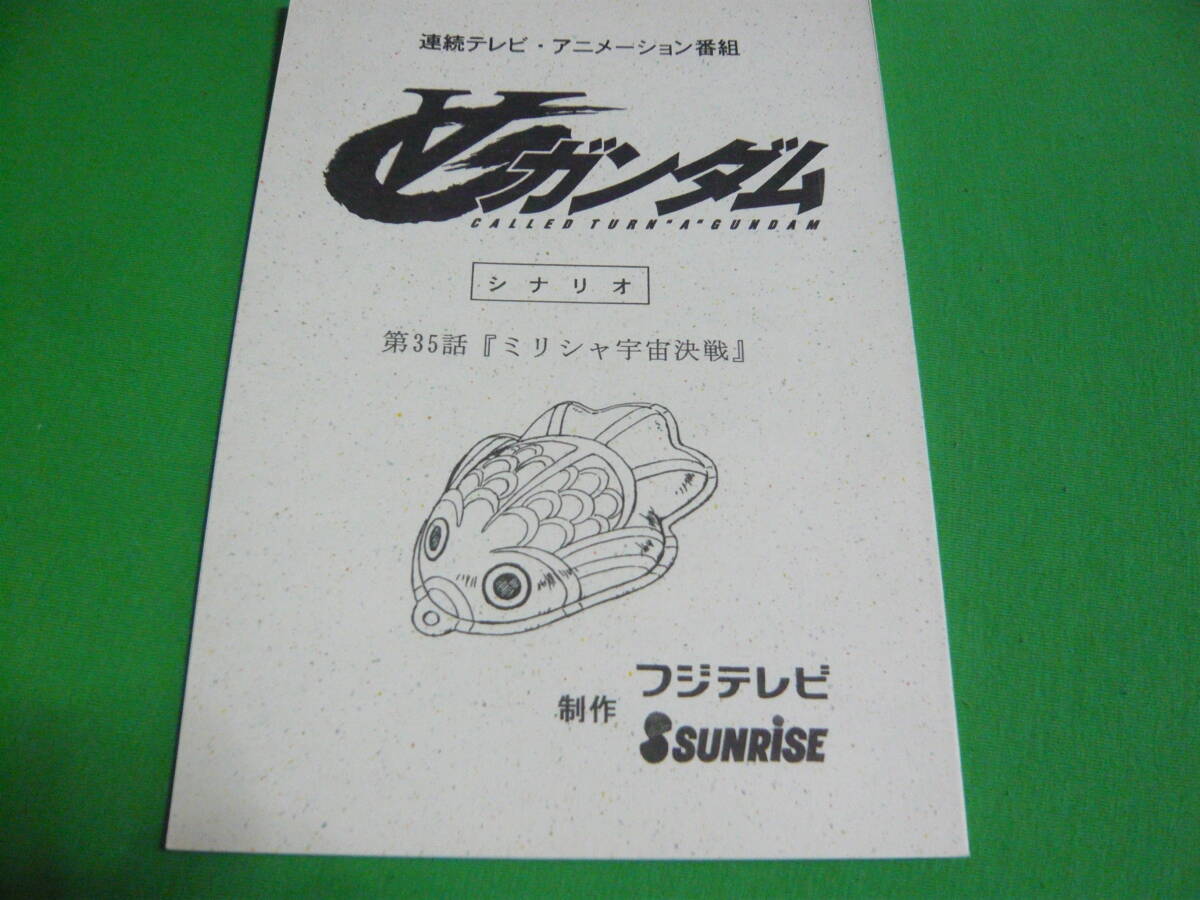 連続テレビ・アニメーション番組
∀ガンダム
CALLED TURN "A" GUNDAM
シナリオ
第35話『ミリシャ宇宙決戦』
制作
フジテレビ
SUNRISE